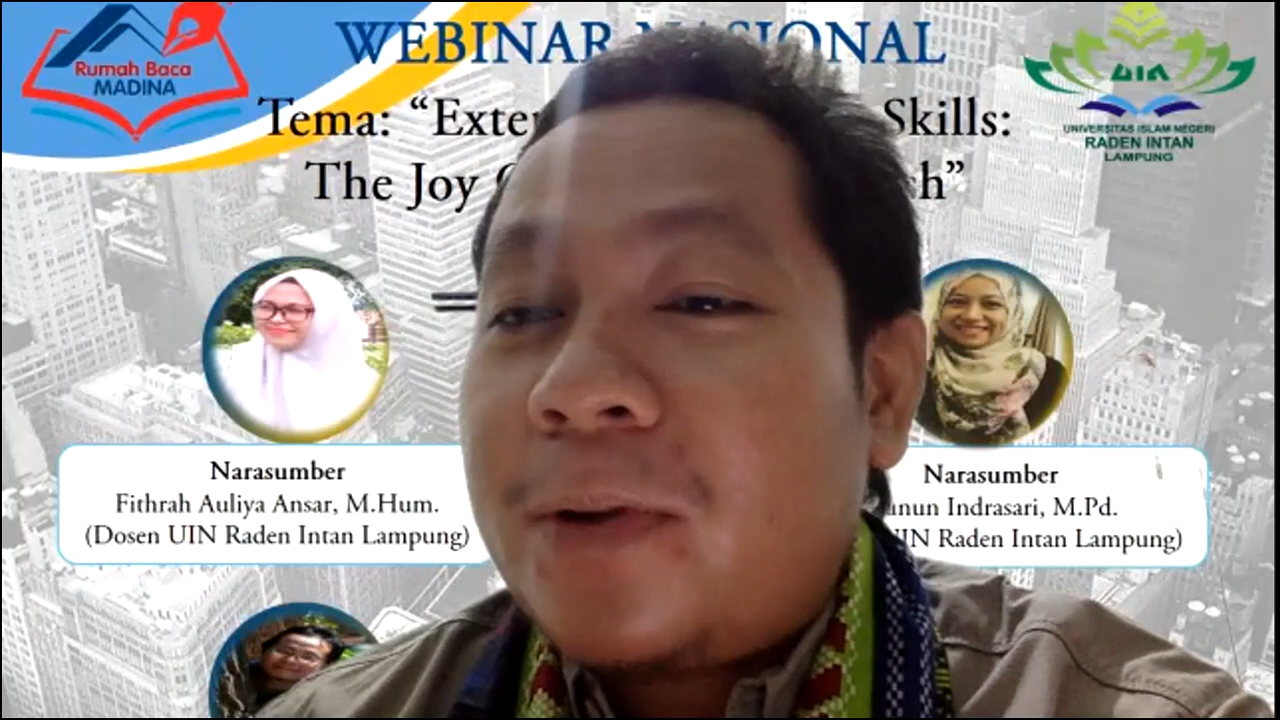 Rumah Baca
MADINA
WEBINAR NASIONAL
Tema: “ Skills:
The Joy
UIN
UNIVERSITAS ISLAM NEGERI
RADEN INTAN
LAMPUNG
Narasumber
Fithrah Auliya Ansar, M.Hum.
(Dosen UIN Raden Intan Lampung)
Narasumber
Indrasari, M.Pd.
Raden Intan Lampung)